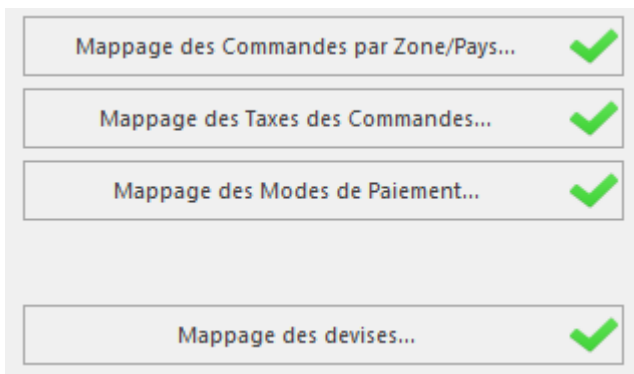 Mappage des Commandes par Zone/Pays...
Mappage des Taxes des Commandes...
Mappage des Modes de Paiement...
Mappage des devises...